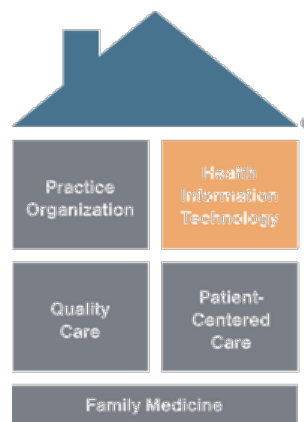 Practice
Organization
Health
Information
Technology
Quality
Care
Patient-
Centered
Care
Family Medicine